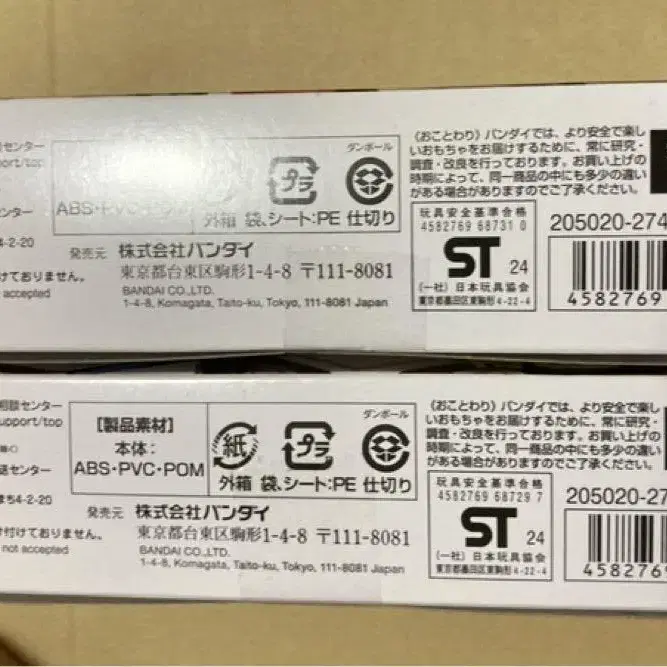 センター
port/top
センター
4-2-20
けておりません。
accepted
ABS・PVC・POM
プラ
ダンボール
外箱 袋、シート:PE 仕切り
発売元 株式会社バンダイ
東京都台東区駒形1-4-8 〒111-8081
BANDAI CO.,LTD.
1-4-8, Komagata, Taito-ku, Tokyo, 111-8081 Japan
《おことわり》バンダイでは、より安全で楽し
いおもちゃをお届けするために、常に研究・
調査・改良を行っております。お買い上げの
時期によって、同一商品の中にも多少の違い
がある場合がありますのでご了承ください。
玩具安全基準合格
4582769 68731 0
ST 24
(一社) 日本玩具協会
東京都墨田区東駒形4-22-4
205020-274
4582769
相談センター
support/top
送センター
54-2-20
け付けておりません。
not accepted
【製品素材】
本体:
ABS・PVC・POM
紙
プラ
ダンボール
外箱 袋、シート:PE 仕切り
発売元 株式会社バンダイ
東京都台東区駒形1-4-8 〒111-8081
BANDAI CO.,LTD.
1-4-8, Komagata, Taito-ku, Tokyo, 111-8081 Japan
《おことわり》バンダイでは、より安全で楽し
いおもちゃをお届けするために、常に研究・
調査・改良を行っております。お買い上げの
時期によって、同一商品の中にも多少の違い
がある場合がありますのでご了承ください。
玩具安全基準合格
4582769 68729 7
ST 24
(一社) 日本玩具協会
東京都墨田区東駒形4-22-4
205020-27
4582769